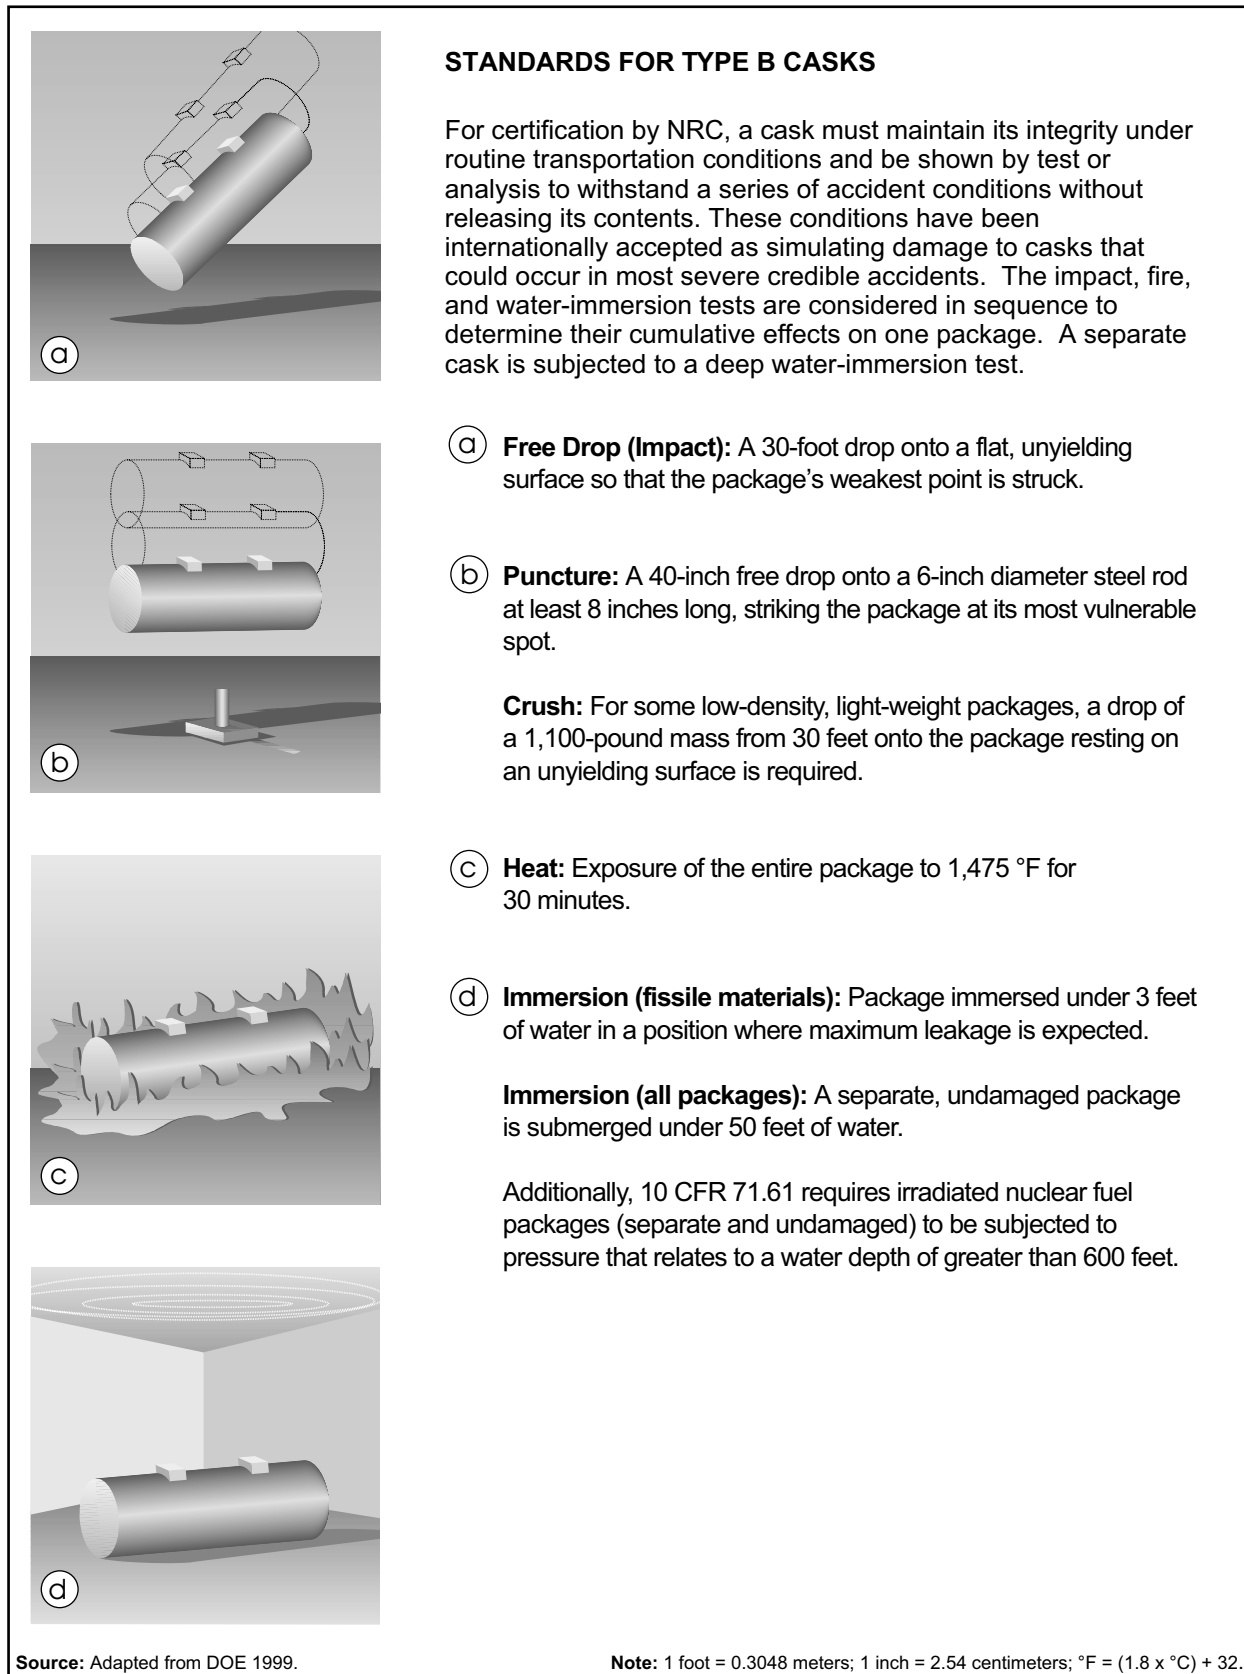 STANDARDS FOR TYPE B CASKS
For certification by NRC, a cask must maintain its integrity under
routine transportation conditions and be shown by test or
analysis to withstand a series of accident conditions without
releasing its contents. These conditions have been
internationally accepted as simulating damage to casks that
could occur in most severe credible accidents.  The impact, fire,
and water-immersion tests are considered in sequence to
determine their cumulative effects on one package.  A separate
cask is subjected to a deep water-immersion test.
a
a Free Drop (Impact): A 30-foot drop onto a flat, unyielding
surface so that the package's weakest point is struck.
b Puncture: A 40-inch free drop onto a 6-inch diameter steel rod
at least 8 inches long, striking the package at its most vulnerable
spot.
Crush: For some low-density, light-weight packages, a drop of
a 1,100-pound mass from 30 feet onto the package resting on
an unyielding surface is required.
b
c Heat: Exposure of the entire package to 1,475 °F for
30 minutes.
d Immersion (fissile materials): Package immersed under 3 feet
of water in a position where maximum leakage is expected.
Immersion (all packages): A separate, undamaged package
is submerged under 50 feet of water.
c
Additionally, 10 CFR 71.61 requires irradiated nuclear fuel
packages (separate and undamaged) to be subjected to
pressure that relates to a water depth of greater than 600 feet.
d
Source: Adapted from DOE 1999.
Note: 1 foot = 0.3048 meters; 1 inch = 2.54 centimeters; °F = (1.8 x °C) + 32.